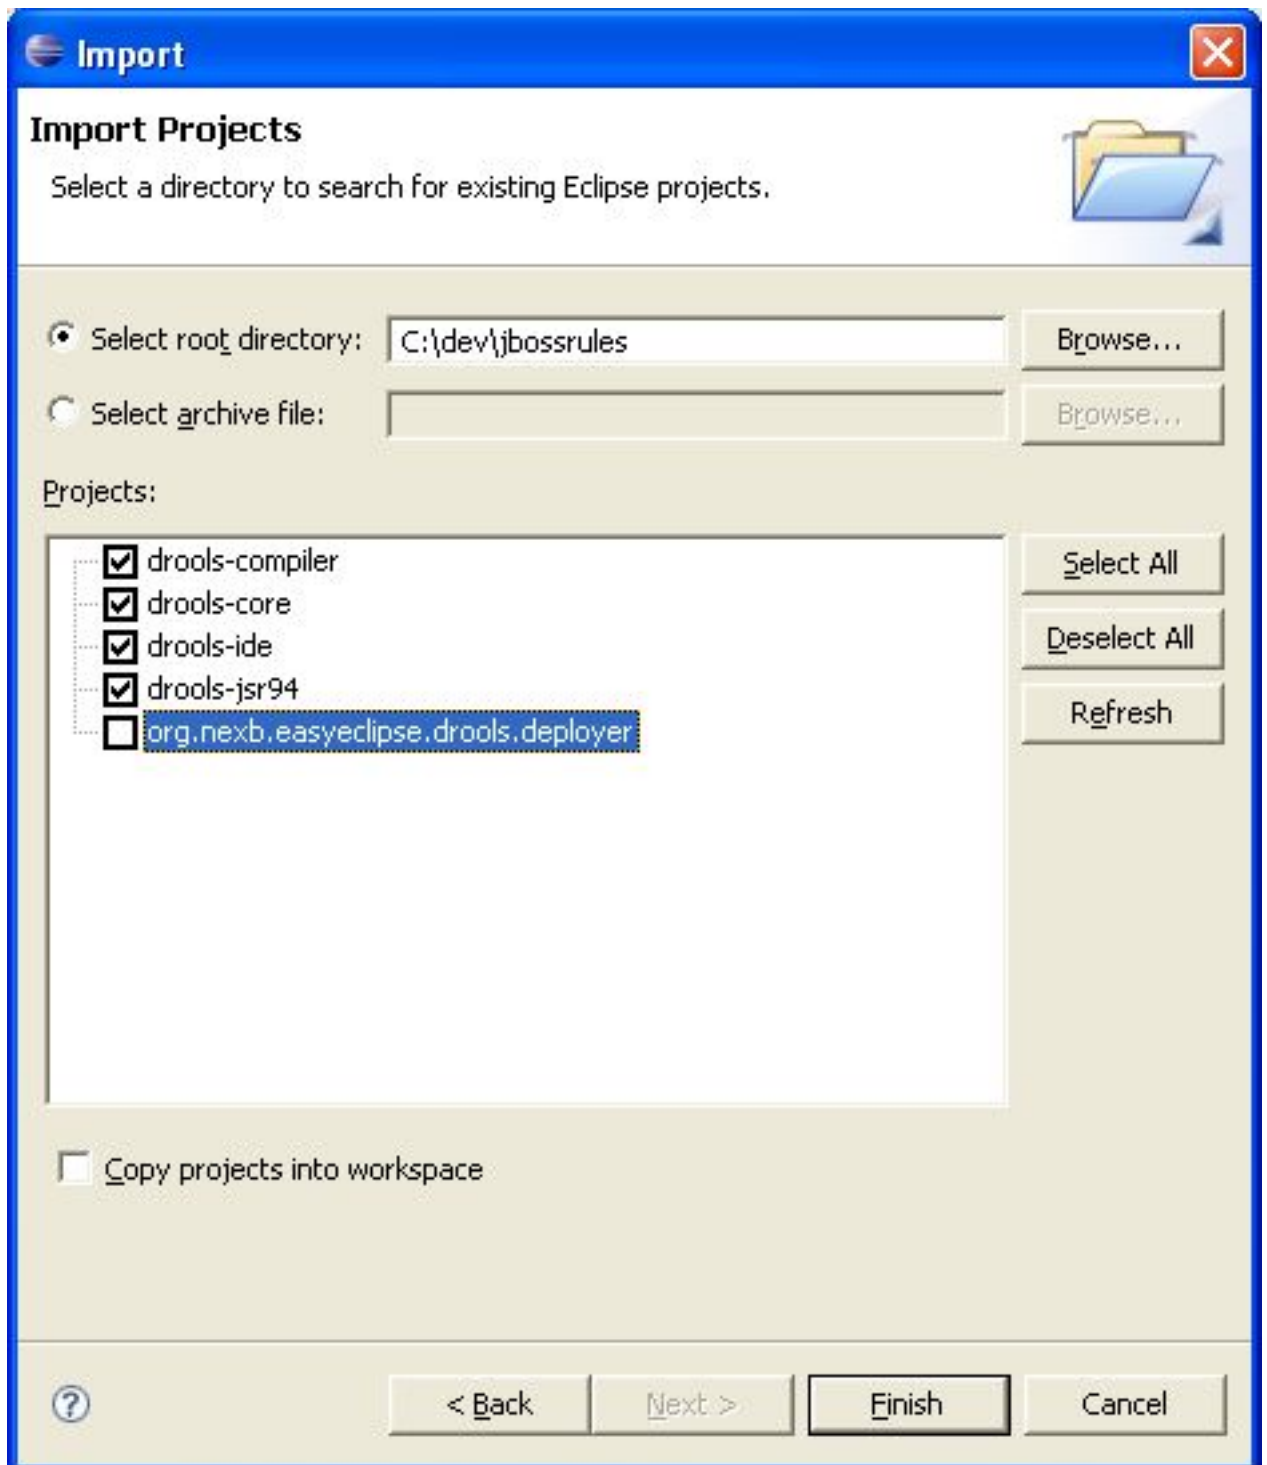 Import
Import Projects
Select a directory to search for existing Eclipse projects.
Select root directory: C:\dev\jbossrules Browse...
Select archive file: Browse...
Projects:
drools-compiler
drools-core
drools-ide
drools-jsr94
org.nexb.easyeclipse.drools.deployer
Select All
Deselect All
Refresh
Copy projects into workspace
? < Back Next > Finish Cancel